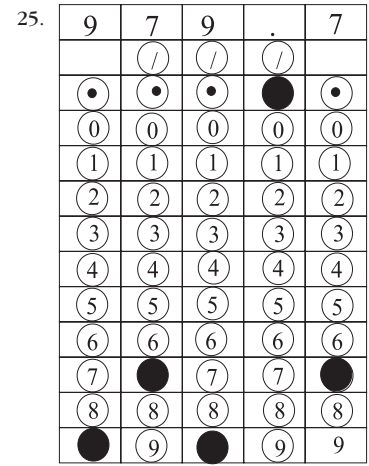 25. 9 7 9 . 7
/ / /
• • • •
0 0 0 0 0
1 1 1 1 1
2 2 2 2 2
3 3 3 3 3
4 4 4 4 4
5 5 5 5 5
6 6 6 6 6
7 7 7
8 8 8 8 8
9 9 9